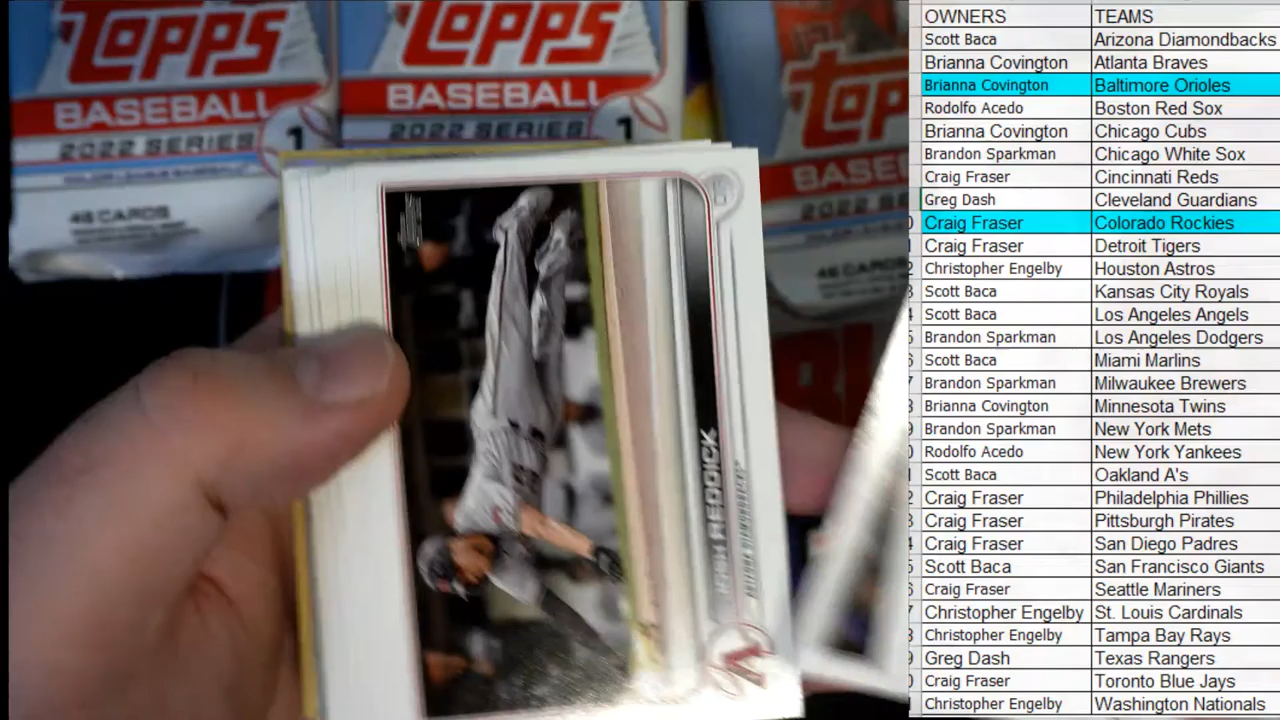 TOPPS
BASEBALL
2022 SERIES
1
MAJOR LEAGUE BASEBALL
46 CARDS
TOPPS
BASEBALL
2022 SERIES
1
46 CARDS
JOSH REDDICK
ARIZONA DIAMONDBACKS
OWNERS TEAMS
Scott Baca Arizona Diamondbacks
Brianna Covington Atlanta Braves
Brianna Covington Baltimore Orioles
Rodolfo Acedo Boston Red Sox
Brianna Covington Chicago Cubs
Brandon Sparkman Chicago White Sox
Craig Fraser Cincinnati Reds
Greg Dash Cleveland Guardians
Craig Fraser Colorado Rockies
Craig Fraser Detroit Tigers
Christopher Engelby Houston Astros
Scott Baca Kansas City Royals
Scott Baca Los Angeles Angels
Brandon Sparkman Los Angeles Dodgers
Scott Baca Miami Marlins
Brandon Sparkman Milwaukee Brewers
Brianna Covington Minnesota Twins
Brandon Sparkman New York Mets
Rodolfo Acedo New York Yankees
Scott Baca Oakland A's
Craig Fraser Philadelphia Phillies
Craig Fraser Pittsburgh Pirates
Craig Fraser San Diego Padres
Scott Baca San Francisco Giants
Craig Fraser Seattle Mariners
Christopher Engelby St. Louis Cardinals
Christopher Engelby Tampa Bay Rays
Greg Dash Texas Rangers
Craig Fraser Toronto Blue Jays
Christopher Engelby Washington Nationals